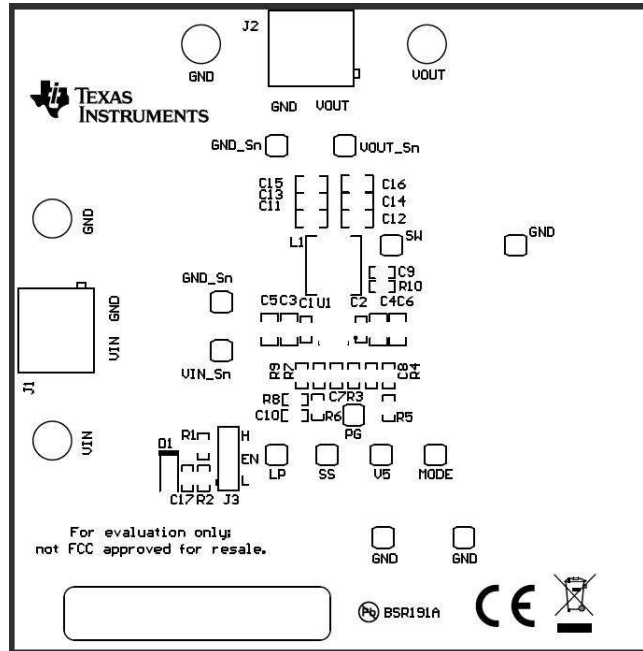 J2
GND
VOUT
TEXAS
INSTRUMENTS
GND VOUT
GND_Sn
VOUT_Sn
C15
C13
C11
C16
C14
C12
GND
L1
SW
GND
GND_Sn
C9
R10
C5 C3 C1 U1 C2 C4 C6
GND
VIN
J1
VIN_Sn
R9 R7 C7 R3 C8 R4
R8
C10
R6
PG
R5
VIN
D1
R1
H
EN
L
C17 R2 J3
LP
SS
V5
MODE
For evaluation only;
not FCC approved for resale.
GND
GND
Pb
BSR191A
CE